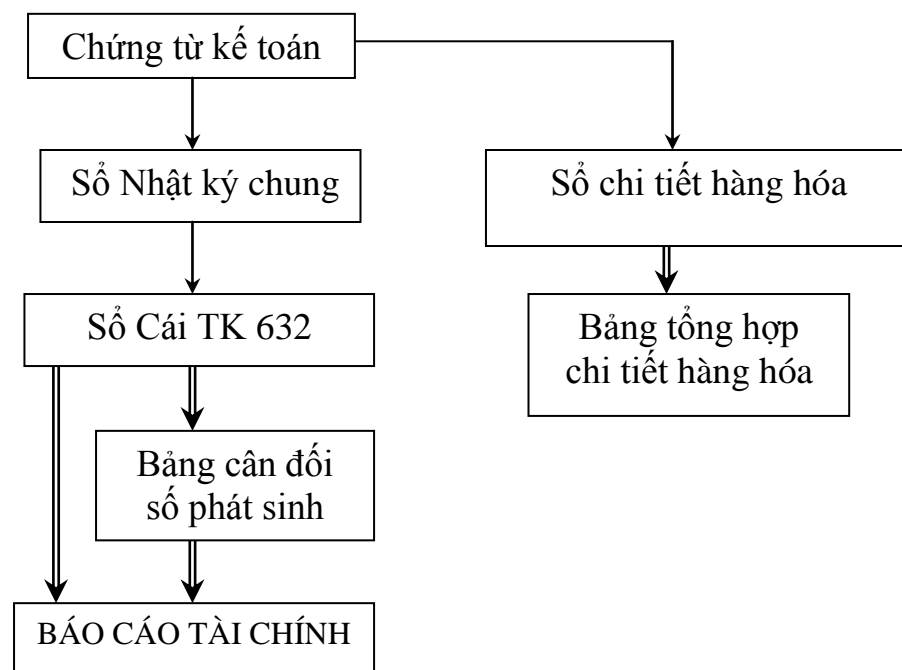 Chứng từ kế toán
Sổ Nhật ký chung
Sổ chi tiết hàng hóa
Sổ Cái TK 632
Bảng tổng hợp
chi tiết hàng hóa
Bảng cân đối
số phát sinh
BÁO CÁO TÀI CHÍNH